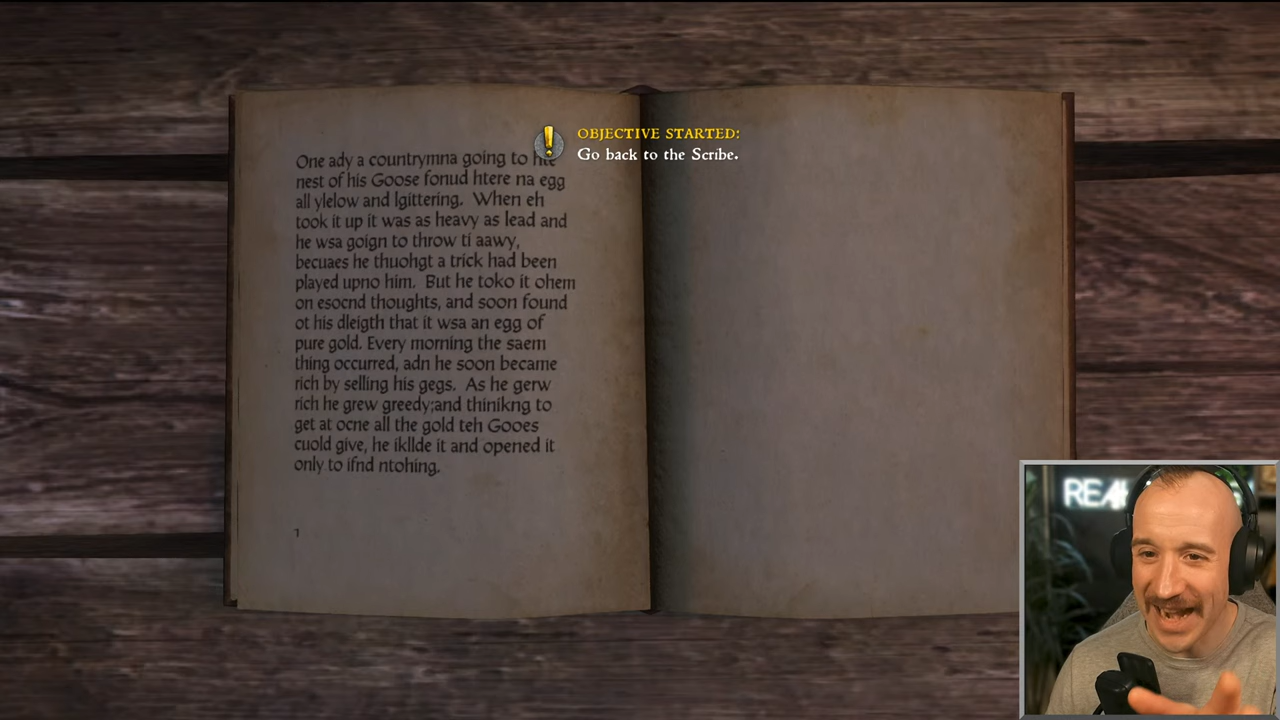 OBJECTIVE STARTED:
Go back to the Scribe.
One ady a countrymna going to hte
nest of his Goose fonud htere na egg
all ylelow and lgittering. When eh
took it up it was as heavy as lead and
he wsa goign to throw ti aawy,
becuaes he thuohgt a trick had been
played upno him. But he toko it ohem
on esocnd thoughts, and soon found
ot his dleigth that it wsa an egg of
pure gold. Every morning the saem
thing occurred, adn he soon became
rich by selling his gegs. As he gerw
rich he grew greedy;and thinikng to
get at ocne all the gold teh Gooes
cuold give, he ikllde it and opened it
only to ifnd ntohing.
1